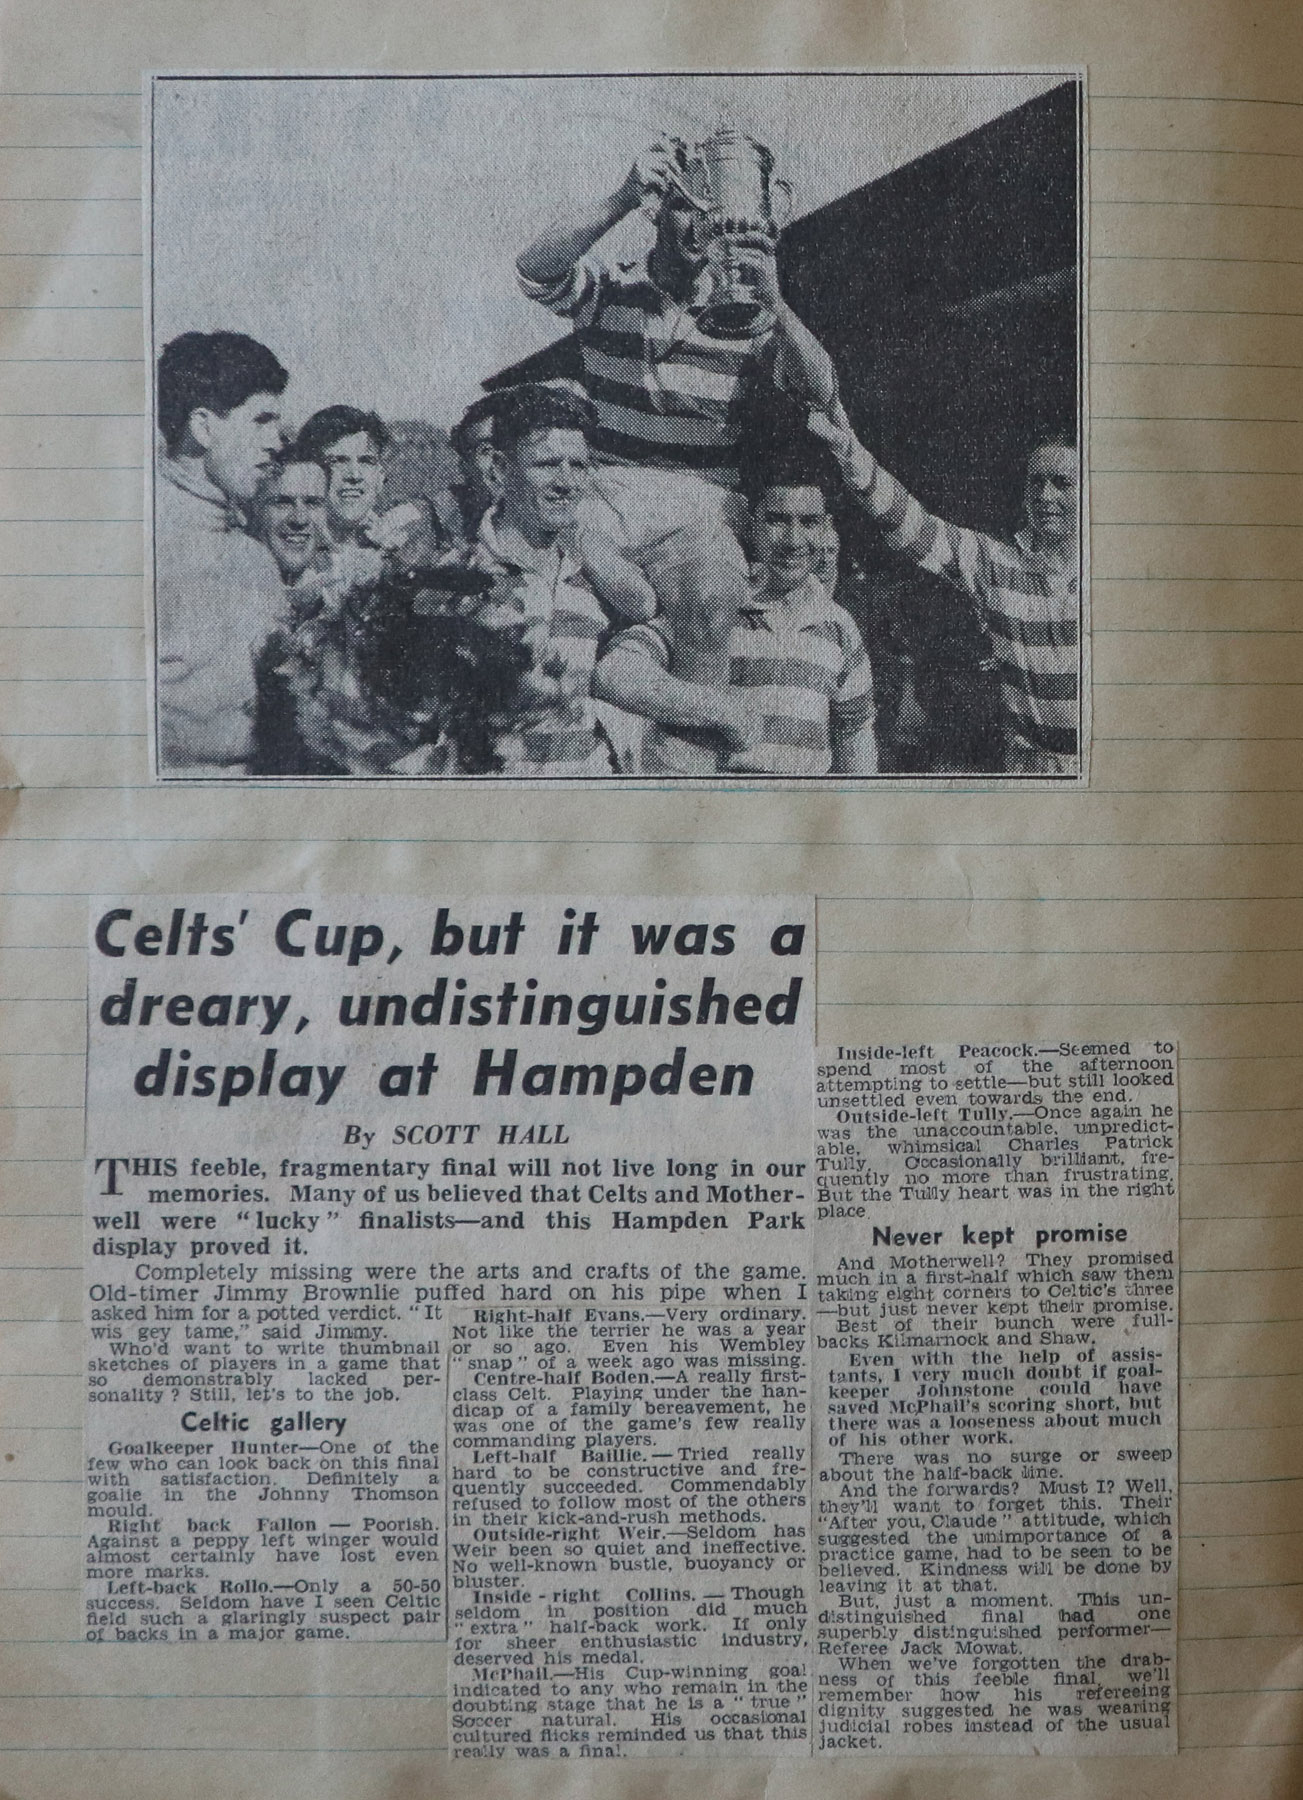 Celts' Cup, but it was a
dreary, undistinguished
display at Hampden
By SCOTT HALL
THIS feeble, fragmentary final will not live long in our
memories. Many of us believed that Celts and Mother-
well were "lucky" finalists—and this Hampden Park
display proved it.
Completely missing were the arts and crafts of the game.
Old-timer Jimmy Brownlie puffed hard on his pipe when I
asked him for a potted verdict. "It
wis gey tame," said Jimmy.
Who'd want to write thumbnail
sketches of players in a game that
so demonstrably lacked per-
sonality? Still, let's to the job.
Celtic gallery
Goalkeeper Hunter—One of the
few who can look back on this final
with satisfaction. Definitely a
goalie in the Johnny Thomson
mould.
Right back Fallon — Poorish.
Against a peppy left winger would
almost certainly have lost even
more marks.
Left-back Rollo.—Only a 50-50
success. Seldom have I seen Celtic
field such a glaringly suspect pair
of backs in a major game.
Right-half Evans.—Very ordinary.
Not like the terrier he was a year
or so ago. Even his Wembley
"snap" of a week ago was missing.
Centre-half Boden.—A really first-
class Celt. Playing under the han-
dicap of a family bereavement, he
was one of the game's few really
commanding players.
Left-half Baillie.—Tried really
hard to be constructive and fre-
quently succeeded. Commendably
refused to follow most of the others
in their kick-and-rush methods.
Outside-right Weir.—Seldom has
Weir been so quiet and ineffective.
No well-known bustle, buoyancy or
bluster.
Inside-right Collins. — Though
seldom in position did much
"extra" half-back work. If only
for sheer enthusiastic industry,
deserved his medal.
McPhail.—His Cup-winning goal
indicated to any who remain in the
doubting stage that he is a "true"
Soccer natural. His occasional
cultured flicks reminded us that this
really was a final.
Inside-left Peacock.—Seemed to
spend most of the afternoon
attempting to settle—but still looked
unsettled even towards the end.
Outside-left Tully.—Once again he
was the unaccountable, unpredict-
able, whimsical Charles Patrick
Tully. Occasionally brilliant, fre-
quently no more than frustrating.
But the Tully heart was in the right
place.
Never kept promise
And Motherwell? They promised
much in a first-half which saw them
taking eight corners to Celtic's three
—but just never kept their promise.
Best of their bunch were full-
backs Kilmarnock and Shaw.
Even with the help of assis-
tants, I very much doubt if goal-
keeper Johnstone could have
saved McPhail's scoring short, but
there was a looseness about much
of his other work.
There was no surge or sweep
about the half-back line.
And the forwards? Must I? Well,
they'll want to forget this. Their
"After you, Claude" attitude, which
suggested the unimportance of a
practice game, had to be seen to be
believed. Kindness will be done by
leaving it at that.
But, just a moment. This un-
distinguished final had one
superbly distinguished performer—
Referee Jack Mowat.
When we've forgotten the drab-
ness of this feeble final, we'll
remember how his refereeing
dignity suggested he was wearing
judicial robes instead of the usual
jacket.